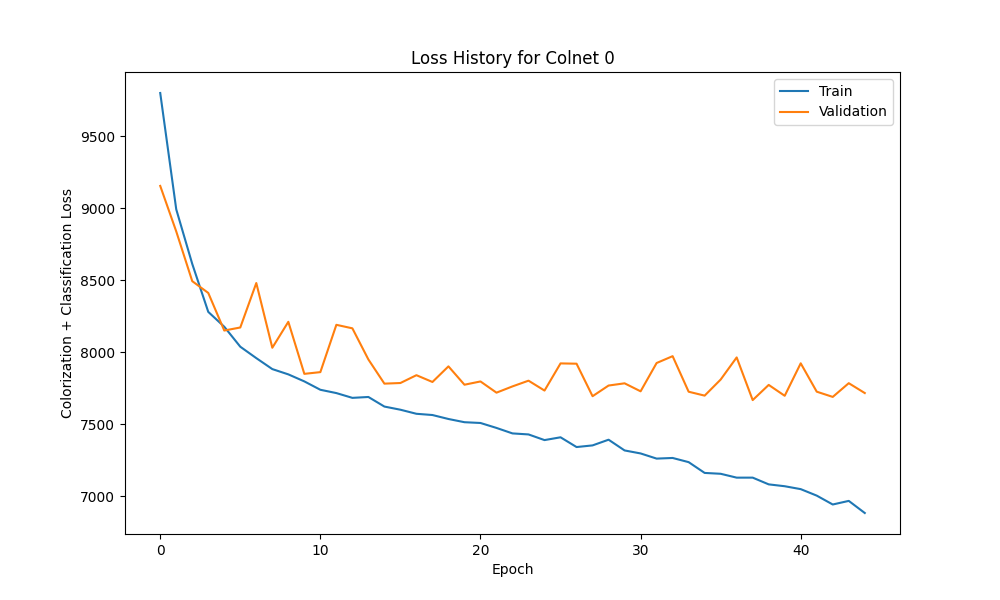 Loss History for Colnet 0
Train
Validation
Colorization + Classification Loss
9500
9000
8500
8000
7500
7000
0 10 20 30 40
Epoch